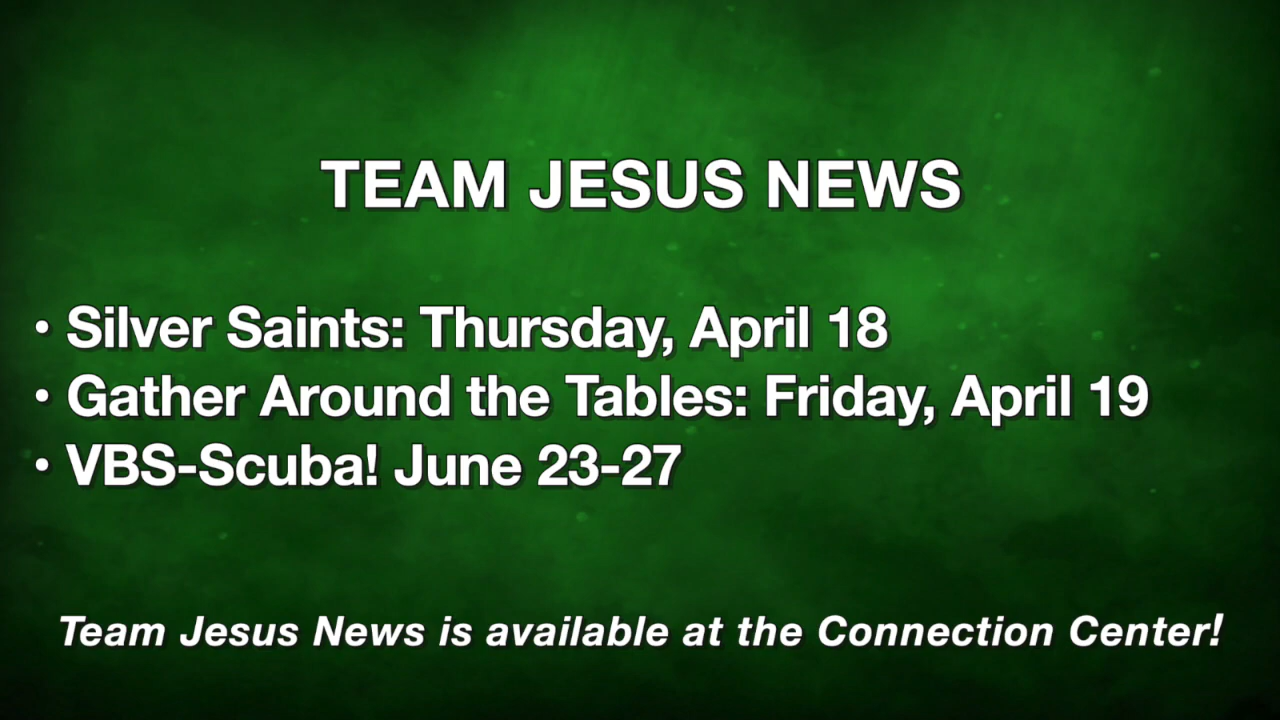 TEAM JESUS NEWS
• Silver Saints: Thursday, April 18
• Gather Around the Tables: Friday, April 19
• VBS-Scuba! June 23-27
Team Jesus News is available at the Connection Center!